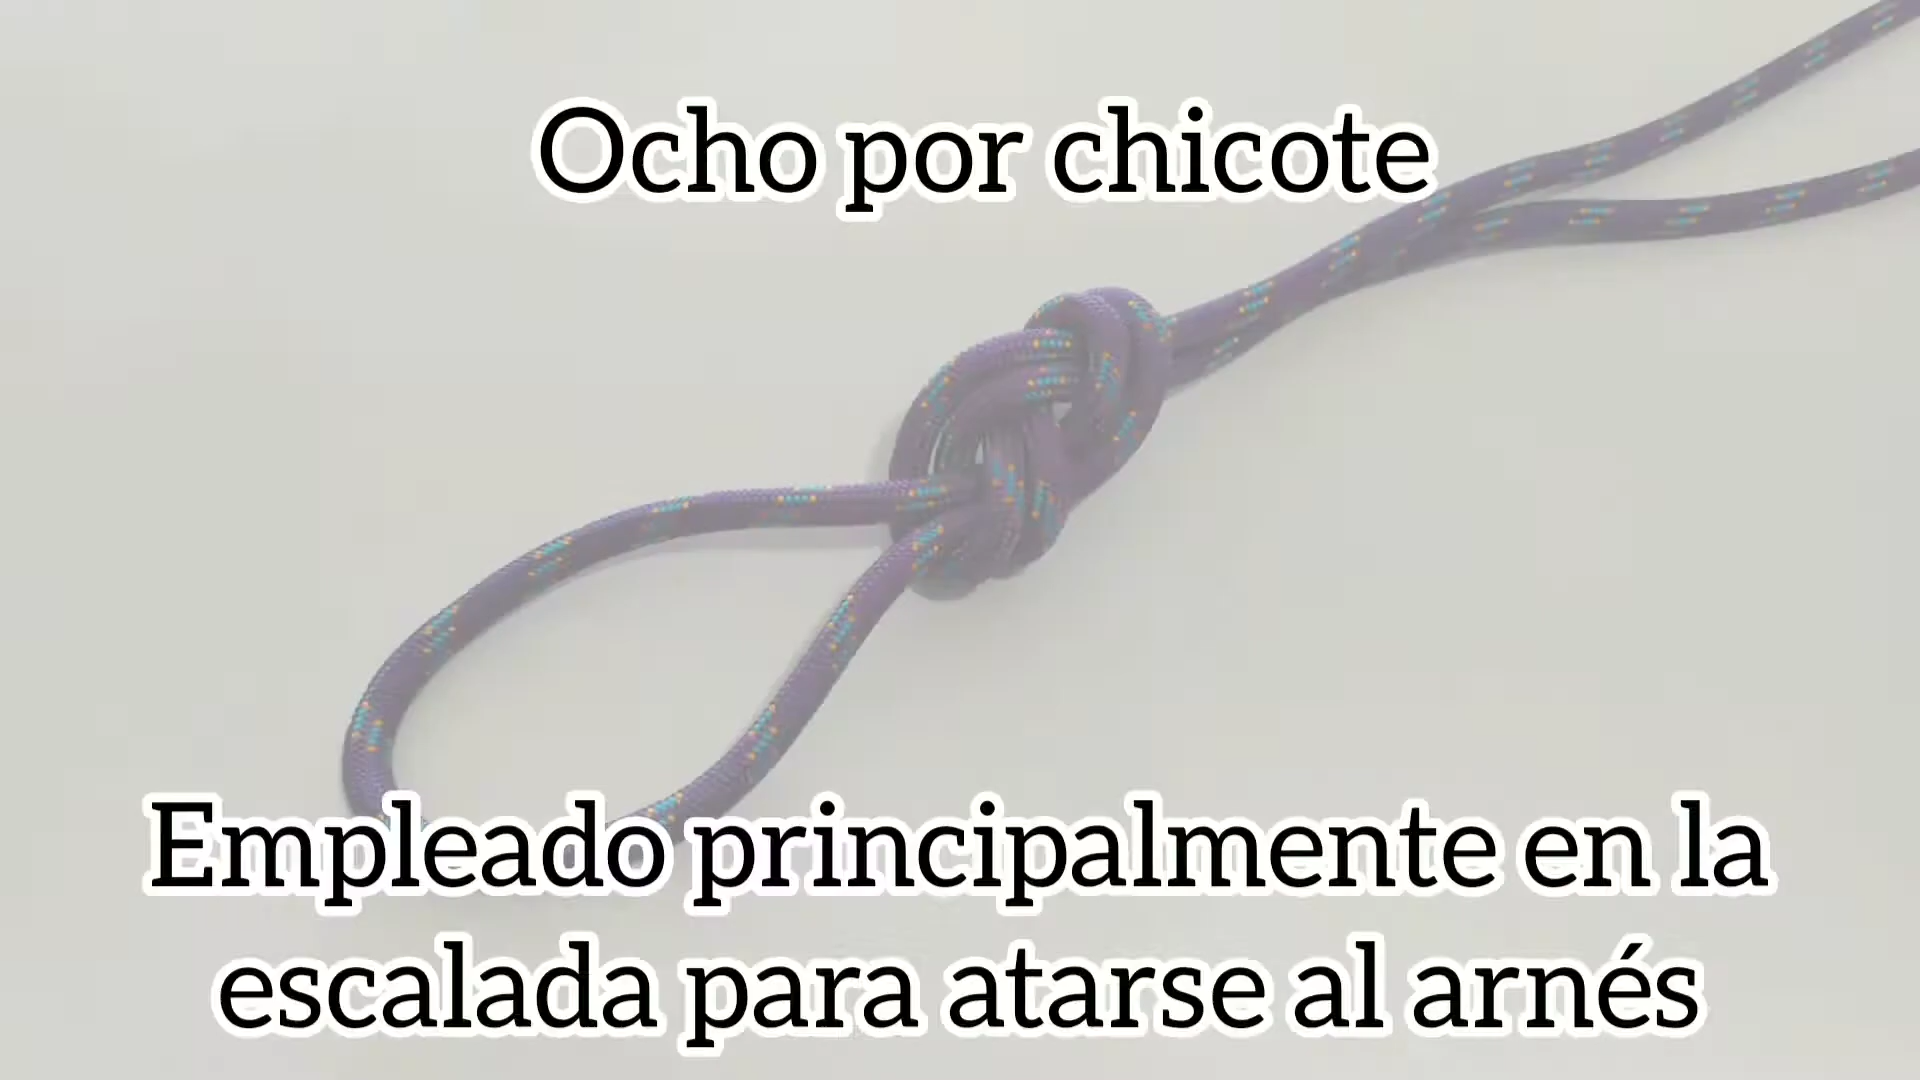 Ocho por chicote
Empleado principalmente en la
escalada para atarse al arnés